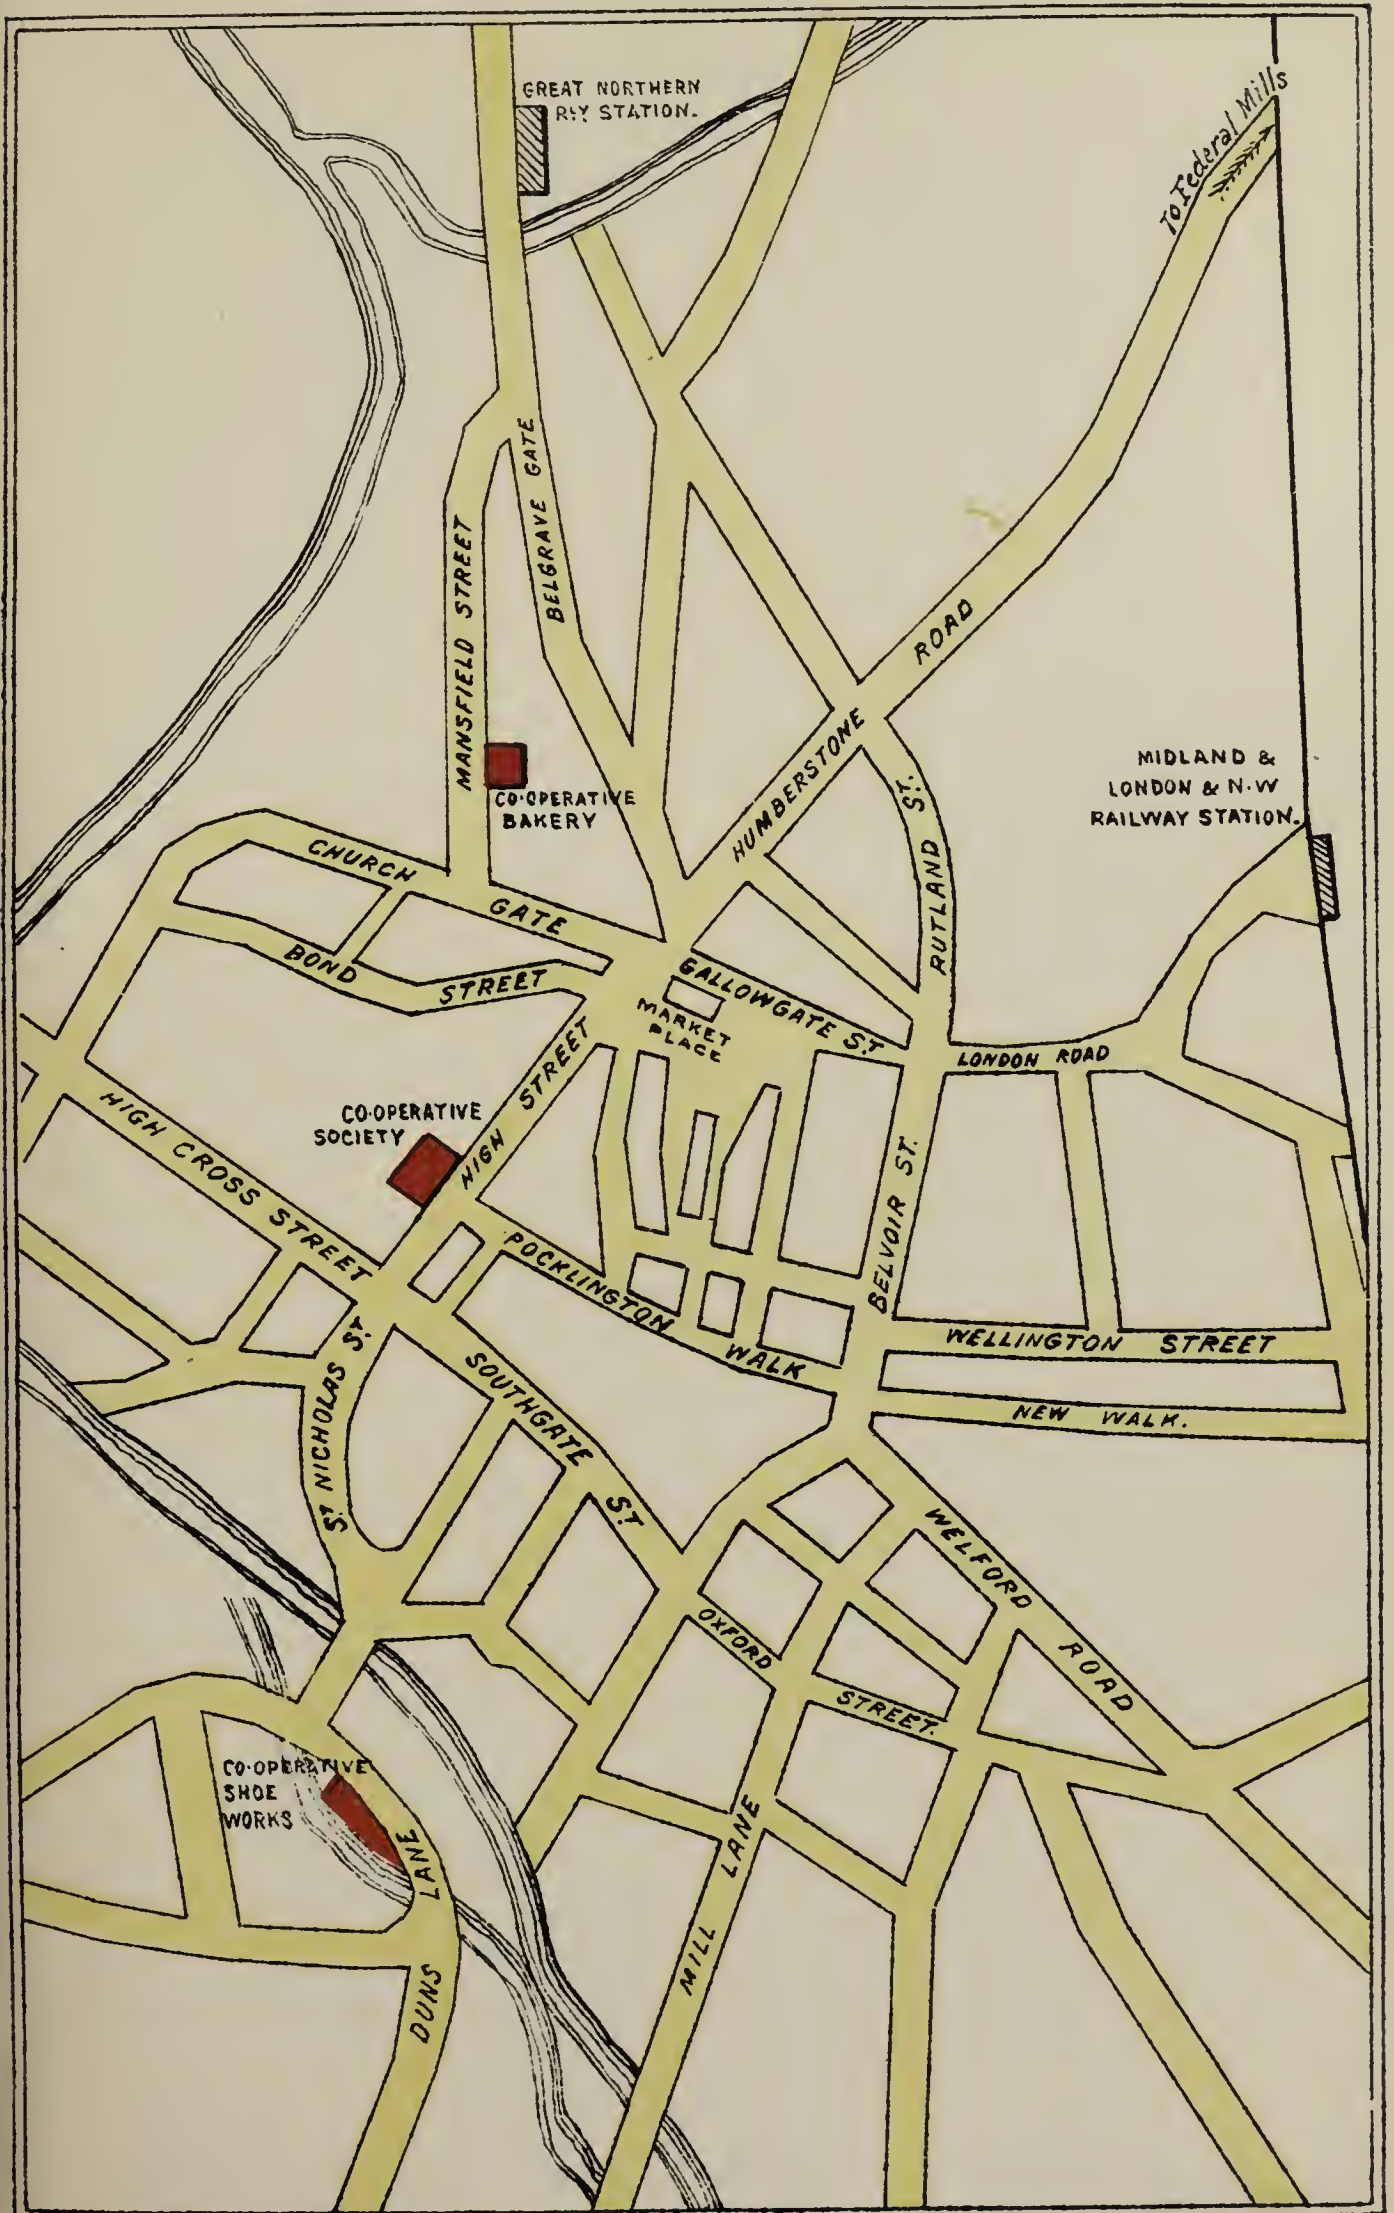 GREAT NORTHERN
RY. STATION.
To Federal Mills
BELGRAVE GATE
MANSFIELD STREET
HUMBERSTONE ROAD
CO·OPERATIVE
BAKERY
MIDLAND &
LONDON & N·W
RAILWAY STATION.
RUTLAND ST.
CHURCH GATE
BOND STREET
GALLOWGATE ST.
MARKET
PLACE
LONDON ROAD
HIGH STREET
CO·OPERATIVE
SOCIETY
HIGH CROSS STREET
BELVOIR ST.
POCKLINGTON WALK
WELLINGTON STREET
NEW WALK.
ST. NICHOLAS ST.
SOUTHGATE ST.
WELFORD ROAD
OXFORD STREET.
CO·OPERATIVE
SHOE
WORKS
MILL LANE
DUNS LANE